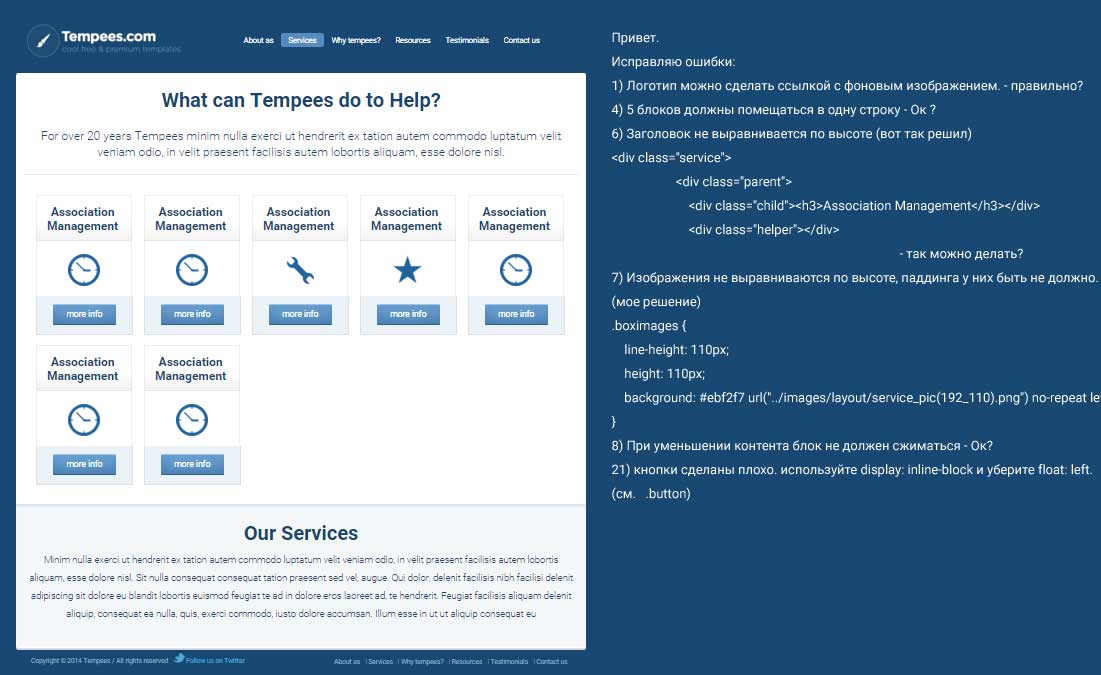 Tempees.com
cool free & premium templates
About as Services Why tempees? Resources Testimonials Contact us
What can Tempees do to Help?
For over 20 years Tempees minim nulla exerci ut hendrerit ex tation autem commodo luptatum velit
veniam odio, in velit praesent facilisis autem lobortis aliquam, esse dolore nisl.
Association Association Association Association Association
Management Management Management Management Management
more info more info more info more info more info
Association Association
Management Management
more info more info
Our Services
Minim nulla exerci ut hendrerit ex tation autem commodo luptatum velit veniam odio, in velit praesent facilisis autem lobortis
aliquam, esse dolore nisl. Sit nulla consequat consequat tation praesent sed vel, augue. Qui dolor, delenit facilisis nibh facilisi delenit
adipiscing sit dolore eu blandit lobortis euismod feugiat te ad in dolore eros laoreet ad, te hendrerit. Feugiat facilisis aliquam delenit
aliquip, consequat ea nulla, quis, exerci commodo, iusto dolore accumsan. Illum esse in ut ut aliquip consequat eu
Copyright © 2014 Tempees / All rights reserved Follow us on Twitter About as | Services | Why tempees? | Resources | Testimonials | Contact us
Привет.
Исправляю ошибки:
1) Логотип можно сделать ссылкой с фоновым изображением. - правильно?
4) 5 блоков должны помещаться в одну строку - Ок ?
6) Заголовок не выравнивается по высоте (вот так решил)
<div class="service">
<div class="parent">
<div class="child"><h3>Association Management</h3></div>
<div class="helper"></div>
- так можно делать?
7) Изображения не выравниваются по высоте, паддинга у них быть не должно.
(мое решение)
.boximages {
line-height: 110px;
height: 110px;
background: #ebf2f7 url("../images/layout/service_pic(192_110).png") no-repeat le
}
8) При уменьшении контента блок не должен сжиматься - Ок?
21) кнопки сделаны плохо. используйте display: inline-block и уберите float: left.
(см. .button)